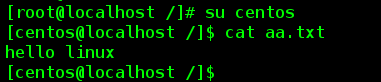 [root@localhost /]# su centos
[centos@localhost /]$ cat aa.txt
hello linux
[centos@localhost /]$